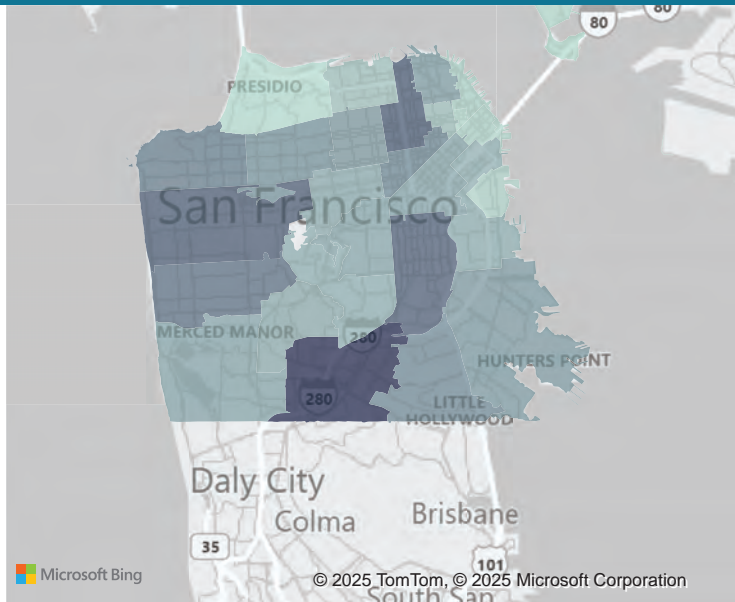 80
80
PRESIDIO
San Francisco
MERCED MANOR
280
HUNTERS POINT
280
LITTLE
HOLLYWOOD
Daly City
Colma
Brisbane
35
101
Microsoft Bing
© 2025 TomTom, © 2025 Microsoft Corporation
South San